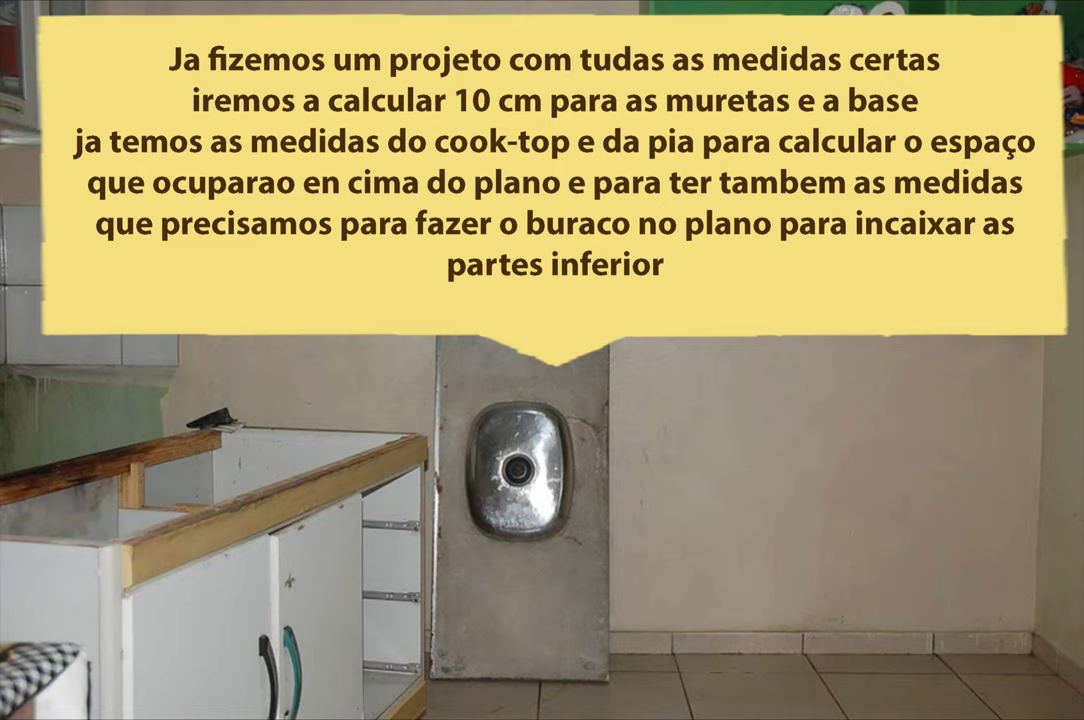 Ja fizemos um projeto com tudas as medidas certas
iremos a calcular 10 cm para as muretas e a base
ja temos as medidas do cook-top e da pia para calcular o espaço
que ocuparao en cima do plano e para ter tambem as medidas
que precisamos para fazer o buraco no plano para incaixar as
partes inferior